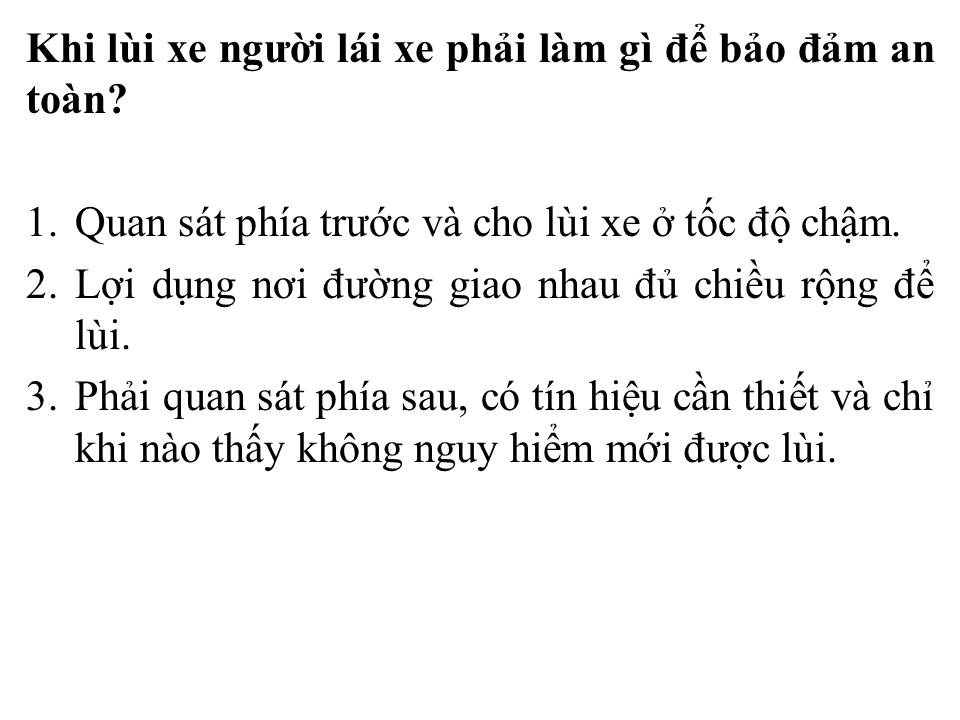 Khi lùi xe người lái xe phải làm gì để bảo đảm an
toàn?
1. Quan sát phía trước và cho lùi xe ở tốc độ chậm.
2. Lợi dụng nơi đường giao nhau đủ chiều rộng để
lùi.
3. Phải quan sát phía sau, có tín hiệu cần thiết và chỉ
khi nào thấy không nguy hiểm mới được lùi.